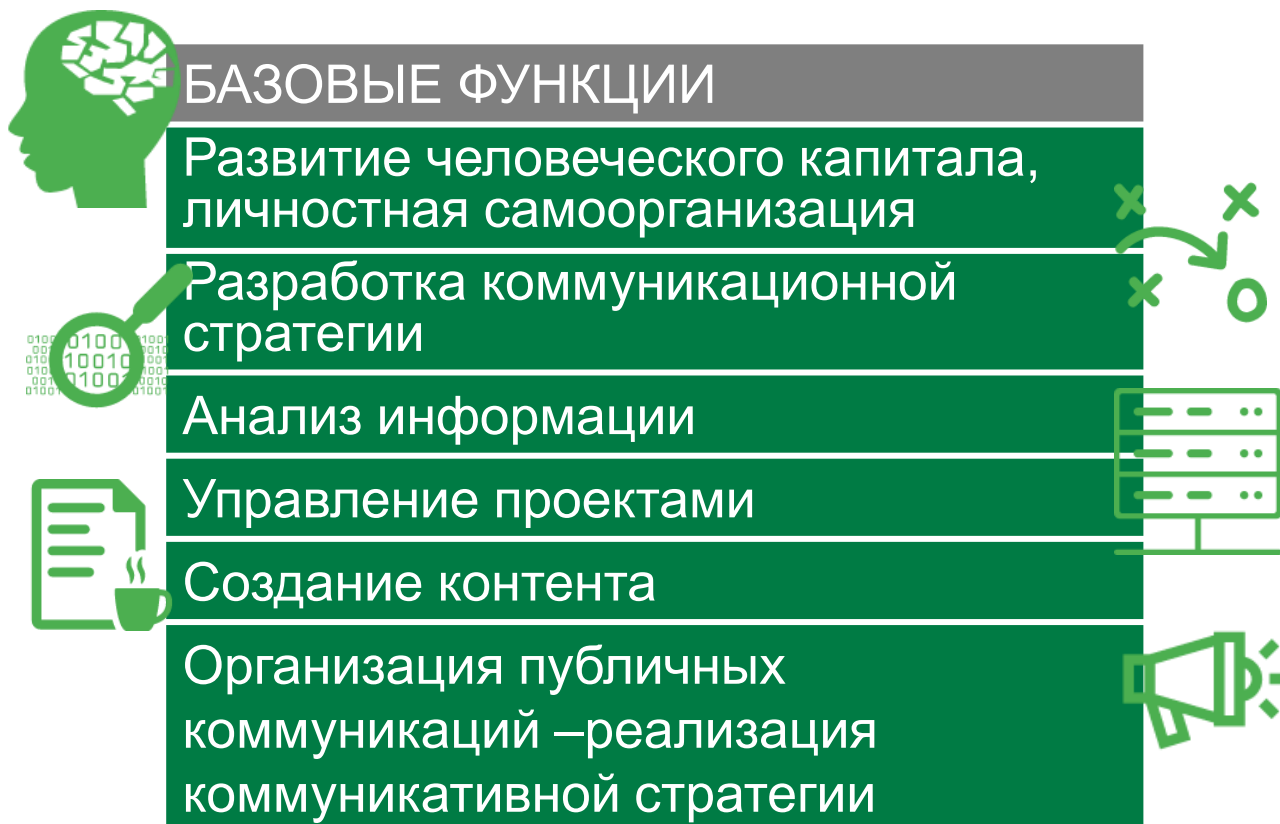 БАЗОВЫЕ ФУНКЦИИ
Развитие человеческого капитала,
личностная самоорганизация
Разработка коммуникационной
стратегии
Анализ информации
Управление проектами
Создание контента
Организация публичных
коммуникаций –реализация
коммуникативной стратегии